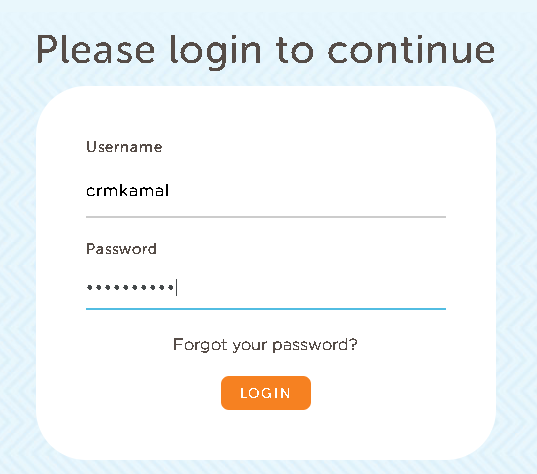 Please login to continue
Username
crmkamal
Password
••••••••••
Forgot your password?
LOGIN